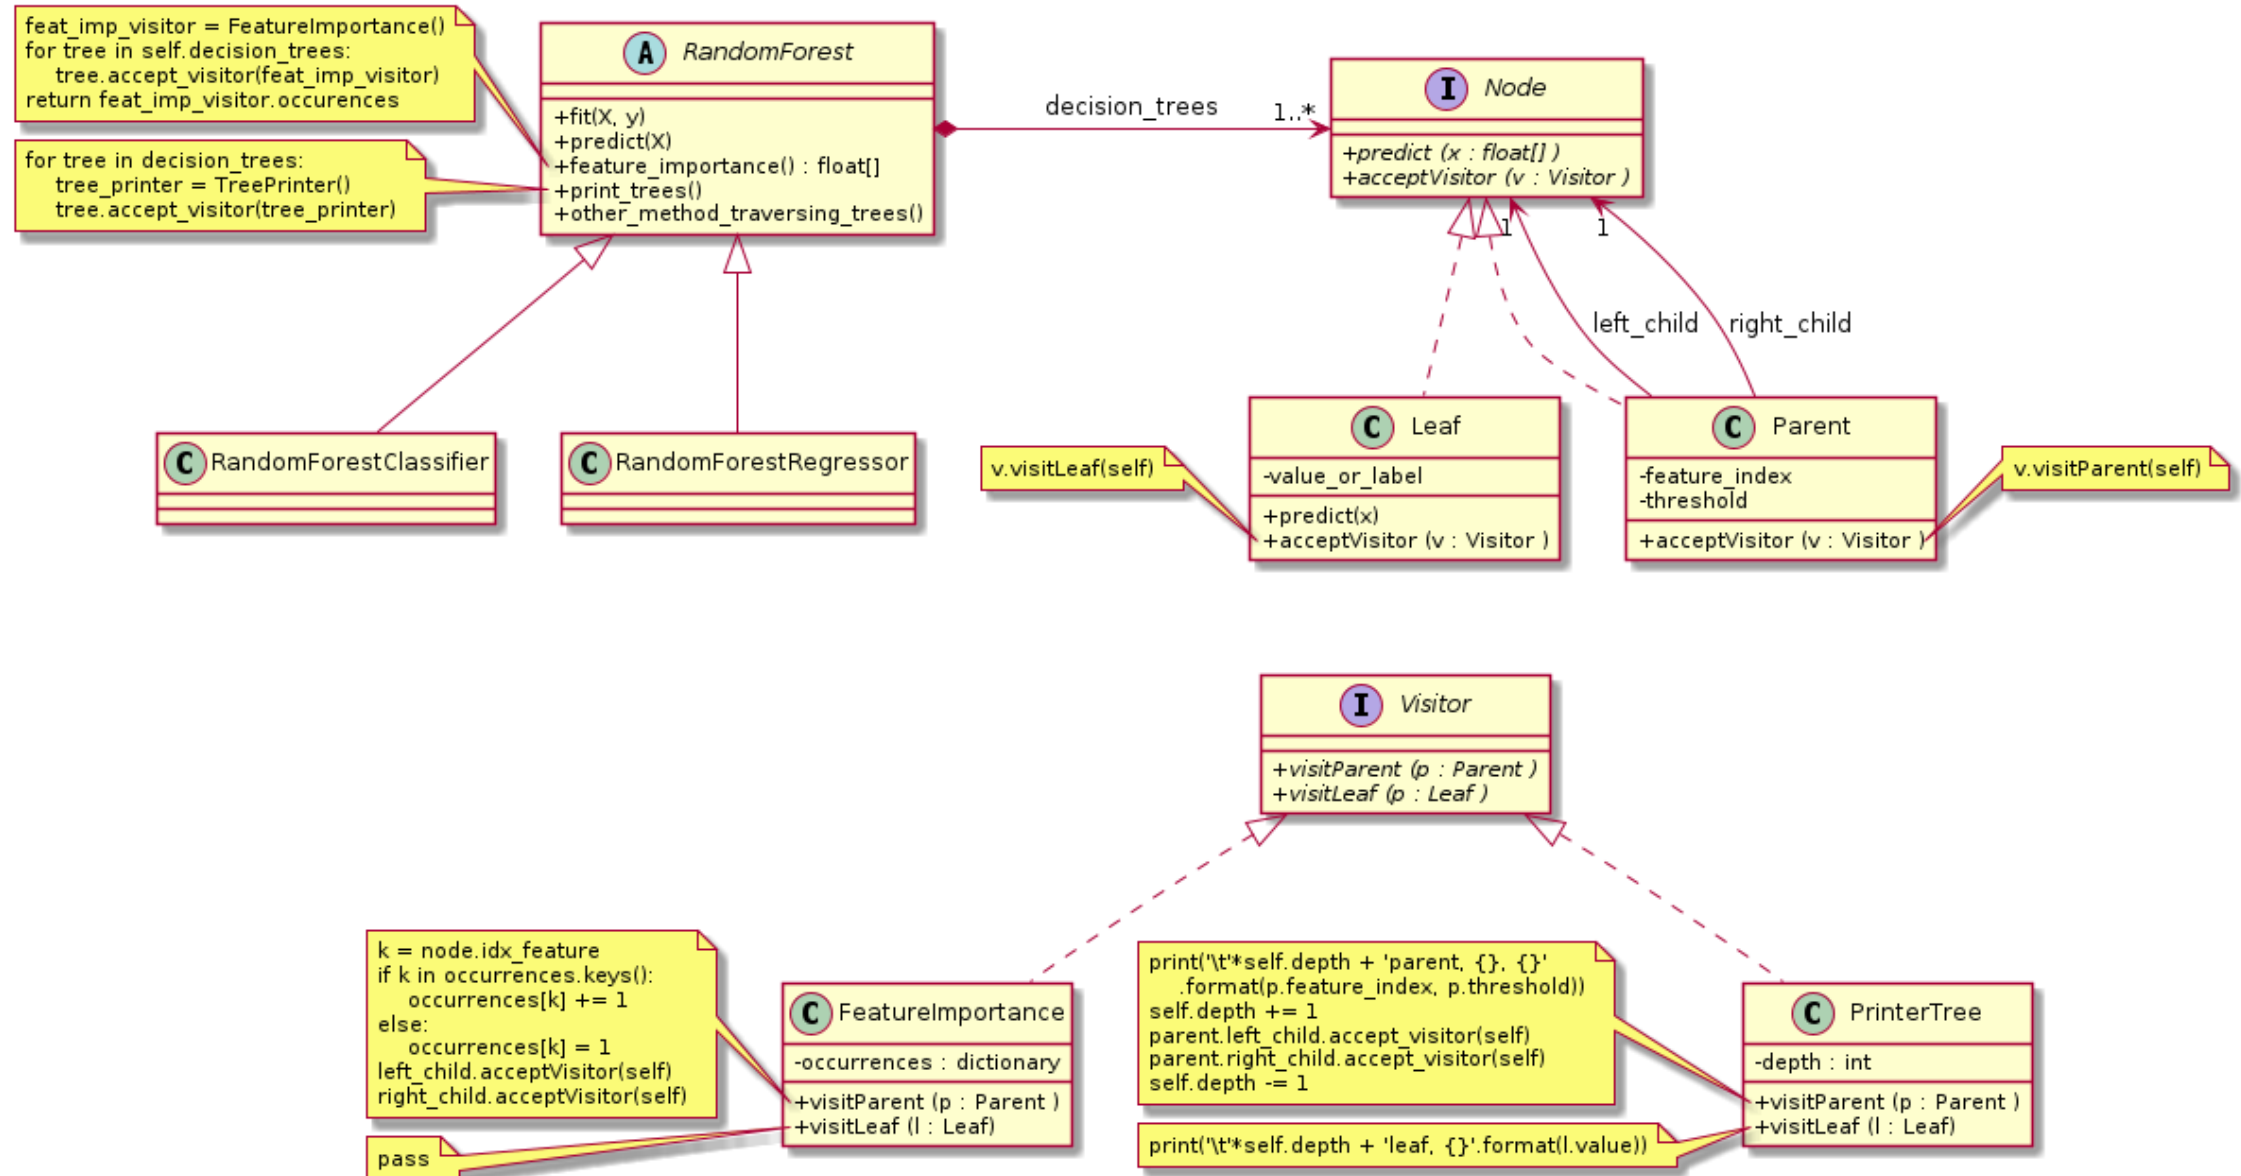 feat_imp_visitor = FeatureImportance()
for tree in self.decision_trees:
    tree.accept_visitor(feat_imp_visitor)
return feat_imp_visitor.occurences
for tree in decision_trees:
    tree_printer = TreePrinter()
    tree.accept_visitor(tree_printer)
A RandomForest
+fit(X, y)
+predict(X)
+feature_importance() : float[]
+print_trees()
+other_method_traversing_trees()
decision_trees
1..*
I Node
+predict (x : float[] )
+acceptVisitor (v : Visitor )
1
1
left_child
right_child
C RandomForestClassifier
C RandomForestRegressor
v.visitLeaf(self)
C Leaf
-value_or_label
+predict(x)
+acceptVisitor (v : Visitor )
C Parent
-feature_index
-threshold
+acceptVisitor (v : Visitor )
v.visitParent(self)
I Visitor
+visitParent (p : Parent )
+visitLeaf (p : Leaf )
k = node.idx_feature
if k in occurrences.keys():
    occurrences[k] += 1
else:
    occurrences[k] = 1
left_child.acceptVisitor(self)
right_child.acceptVisitor(self)
pass
C FeatureImportance
-occurrences : dictionary
+visitParent (p : Parent )
+visitLeaf (l : Leaf)
print('\t'*self.depth + 'parent, {}, {}'
    .format(p.feature_index, p.threshold))
self.depth += 1
parent.left_child.accept_visitor(self)
parent.right_child.accept_visitor(self)
self.depth -= 1
print('\t'*self.depth + 'leaf, {}'.format(l.value))
C PrinterTree
-depth : int
+visitParent (p : Parent )
+visitLeaf (l : Leaf)